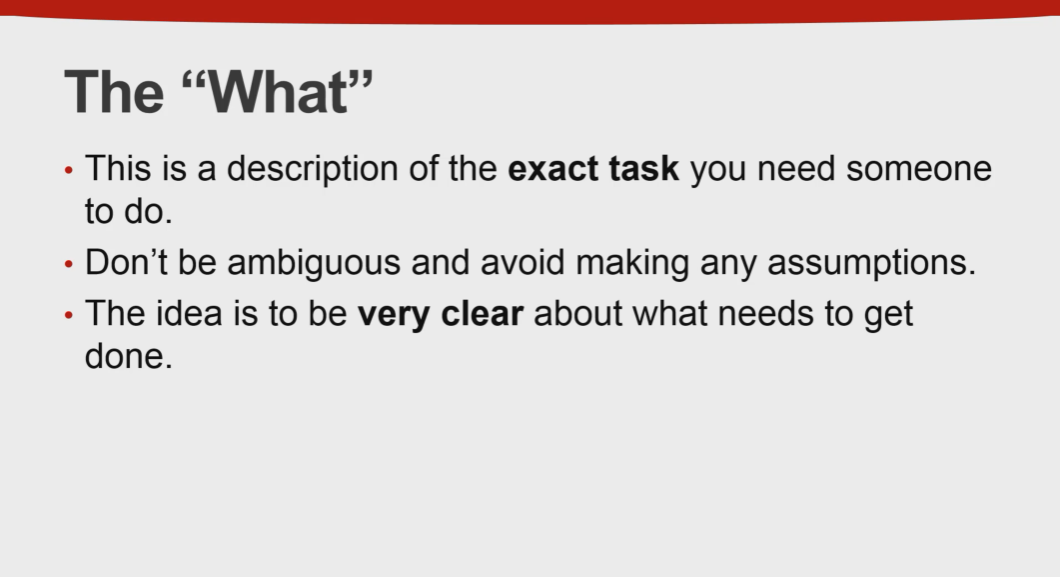 The “What”
• This is a description of the exact task you need someone
to do.
• Don’t be ambiguous and avoid making any assumptions.
• The idea is to be very clear about what needs to get
done.